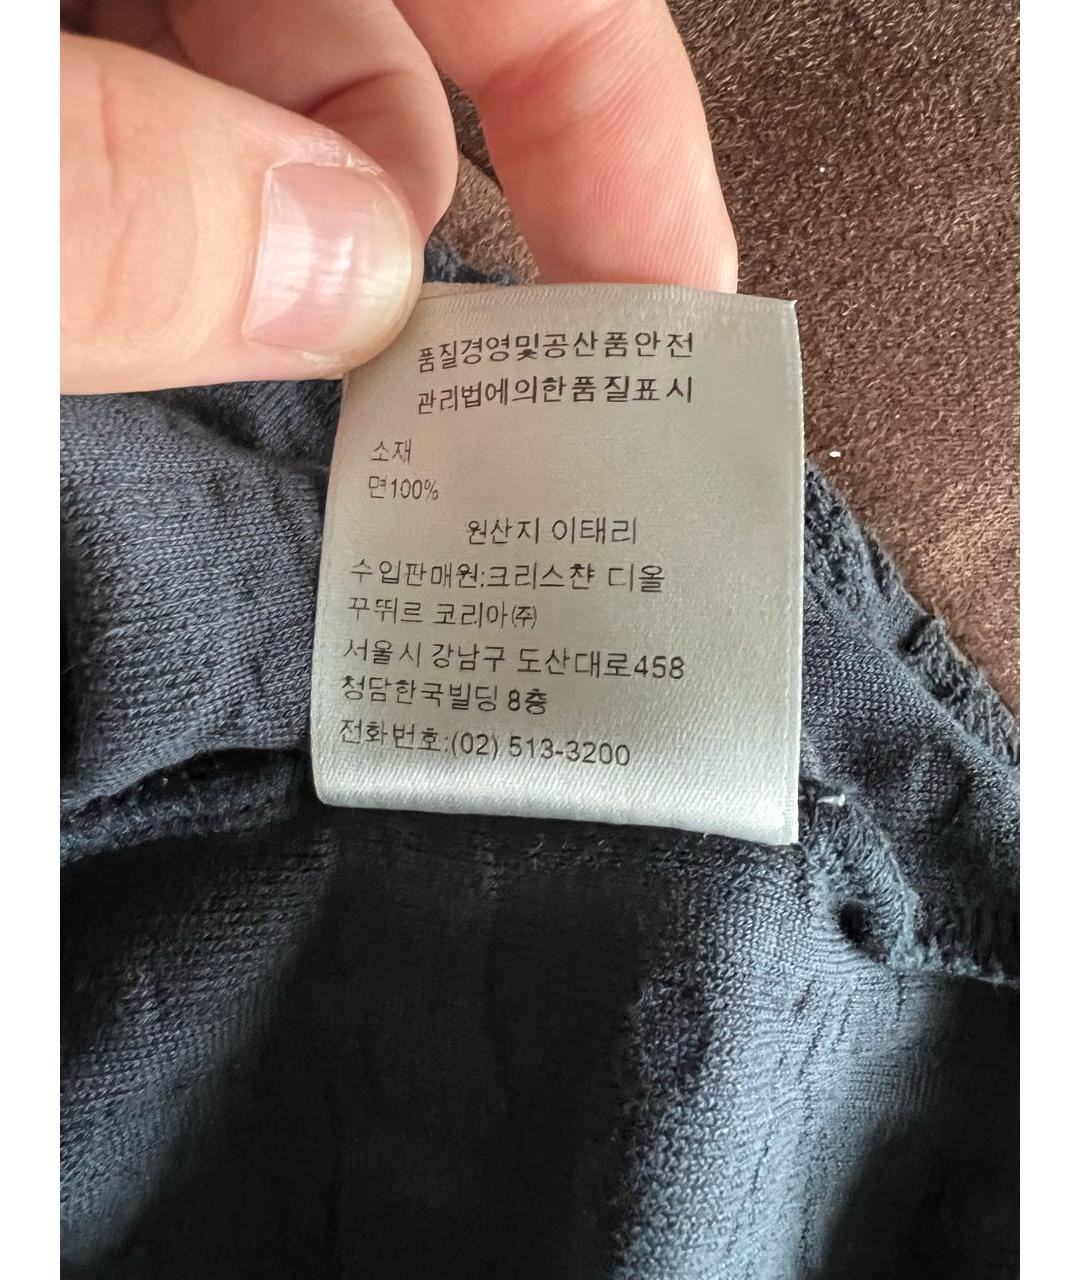 품질경영및공산품안전
관리법에의한품질표시
소재
면100%
원산지 이태리
수입판매원:크리스챤 디올
꾸뛰르 코리아㈜
서울시 강남구 도산대로458
청담한국빌딩 8층
전화번호:(02) 513-3200